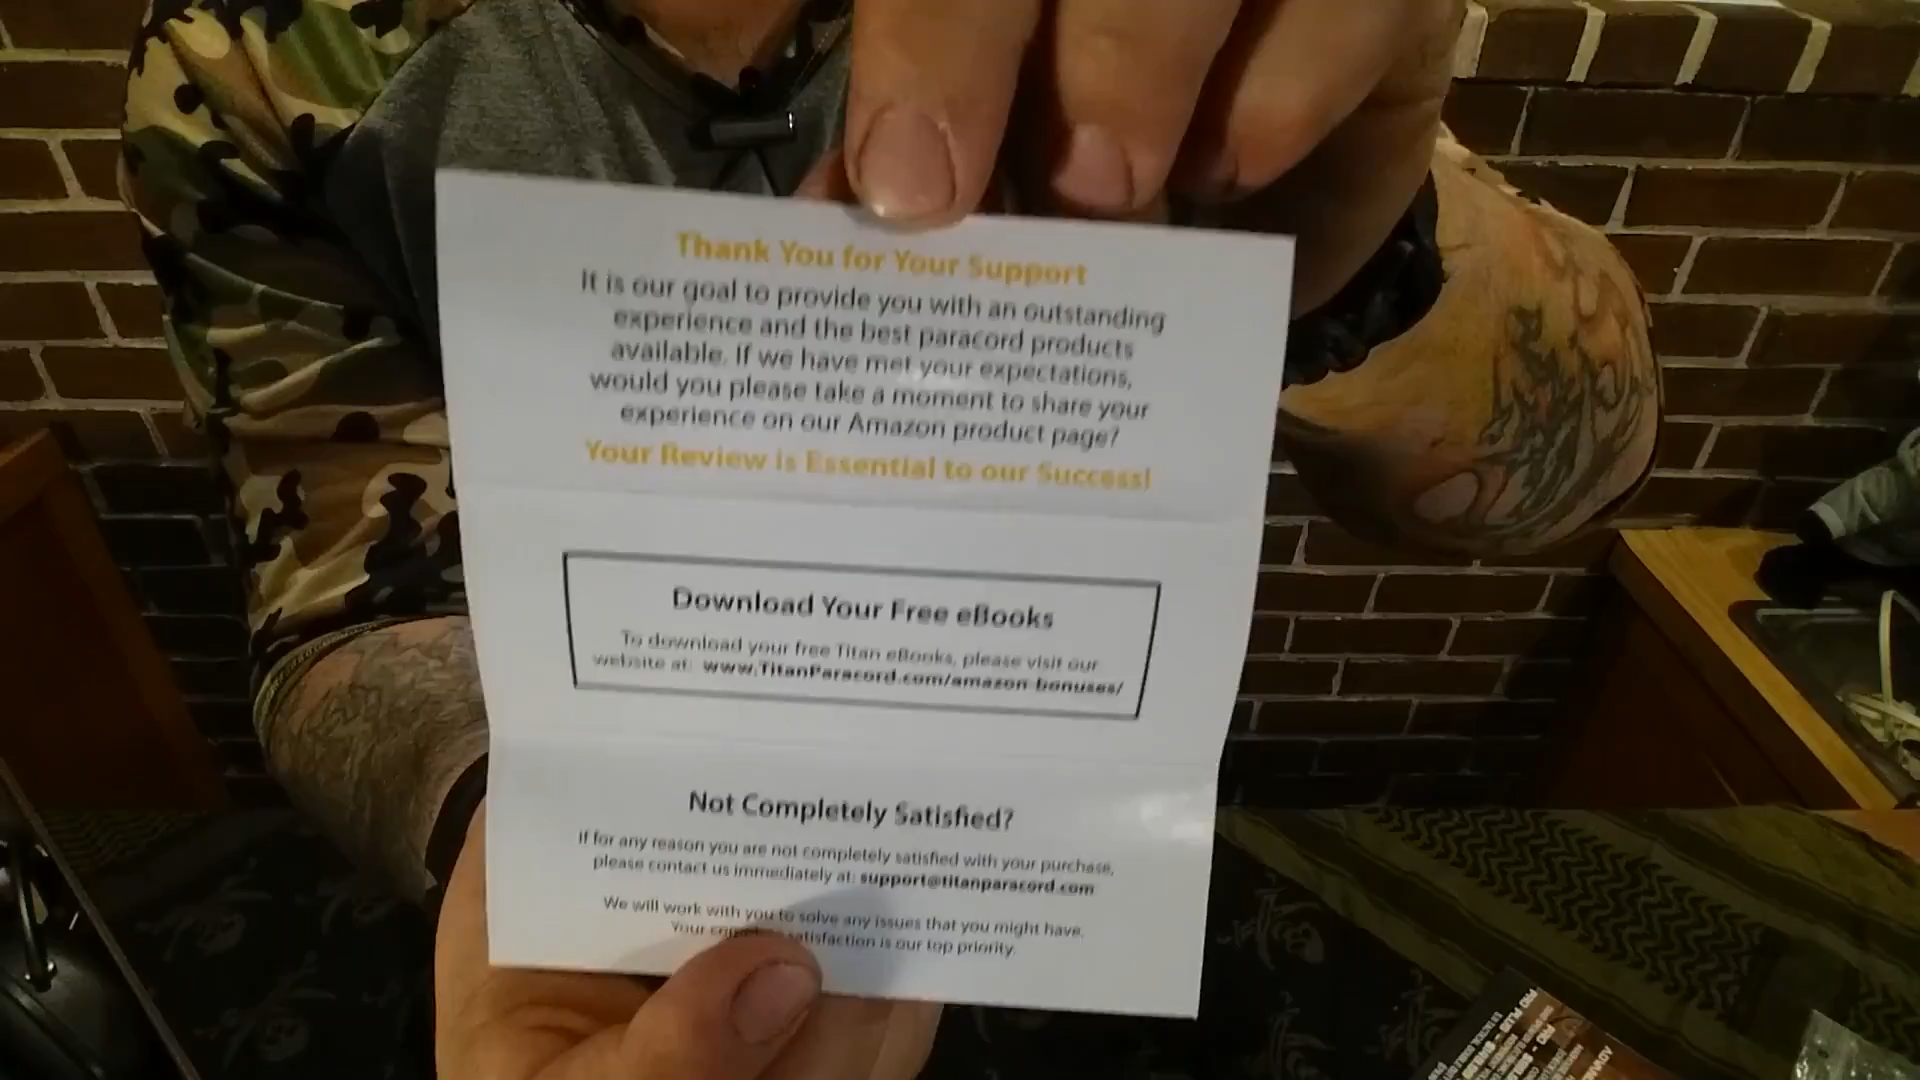 Thank You for Your Support
It is our goal to provide you with an outstanding
experience and the best paracord products
available. If we have met your expectations,
would you please take a moment to share your
experience on our Amazon product page?
Your Review is Essential to our Success!
Download Your Free eBooks
To download your free Titan eBooks, please visit our
website at: www.TitanParacord.com/amazon-bonuses/
Not Completely Satisfied?
If for any reason you are not completely satisfied with your purchase,
please contact us immediately at: support@titanparacord.com
We will work with you to solve any issues that you might have.
Your satisfaction is our top priority.